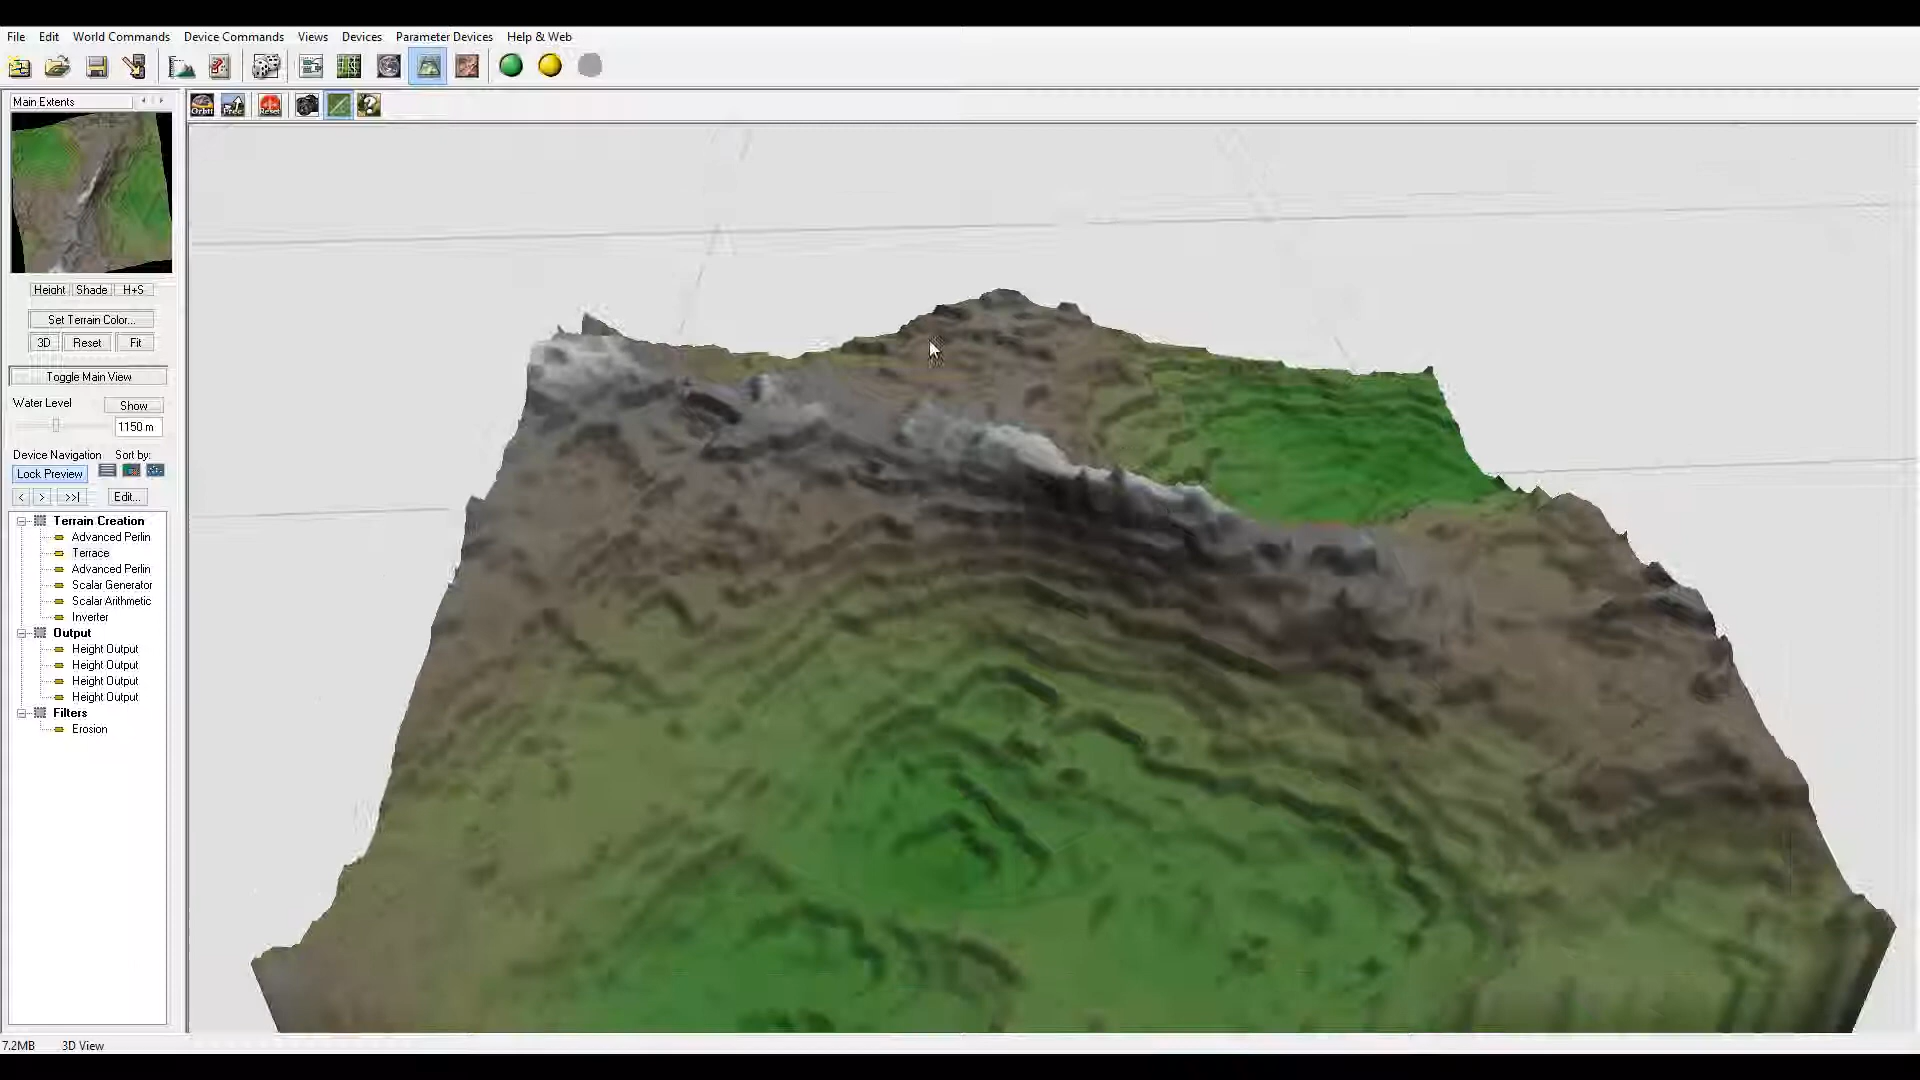 File Edit World Commands Device Commands Views Devices Parameter Devices Help & Web
Orbit Free Reset
Main Extents
Height Shade H+S
Set Terrain Color...
3D Reset Fit
Toggle Main View
Water Level Show
1150 m
Device Navigation Sort by:
Lock Preview
< > >>| Edit...
Terrain Creation
Advanced Perlin
Terrace
Advanced Perlin
Scalar Generator
Scalar Arithmetic
Inverter
Output
Height Output
Height Output
Height Output
Height Output
Filters
Erosion
7.2MB 3D View